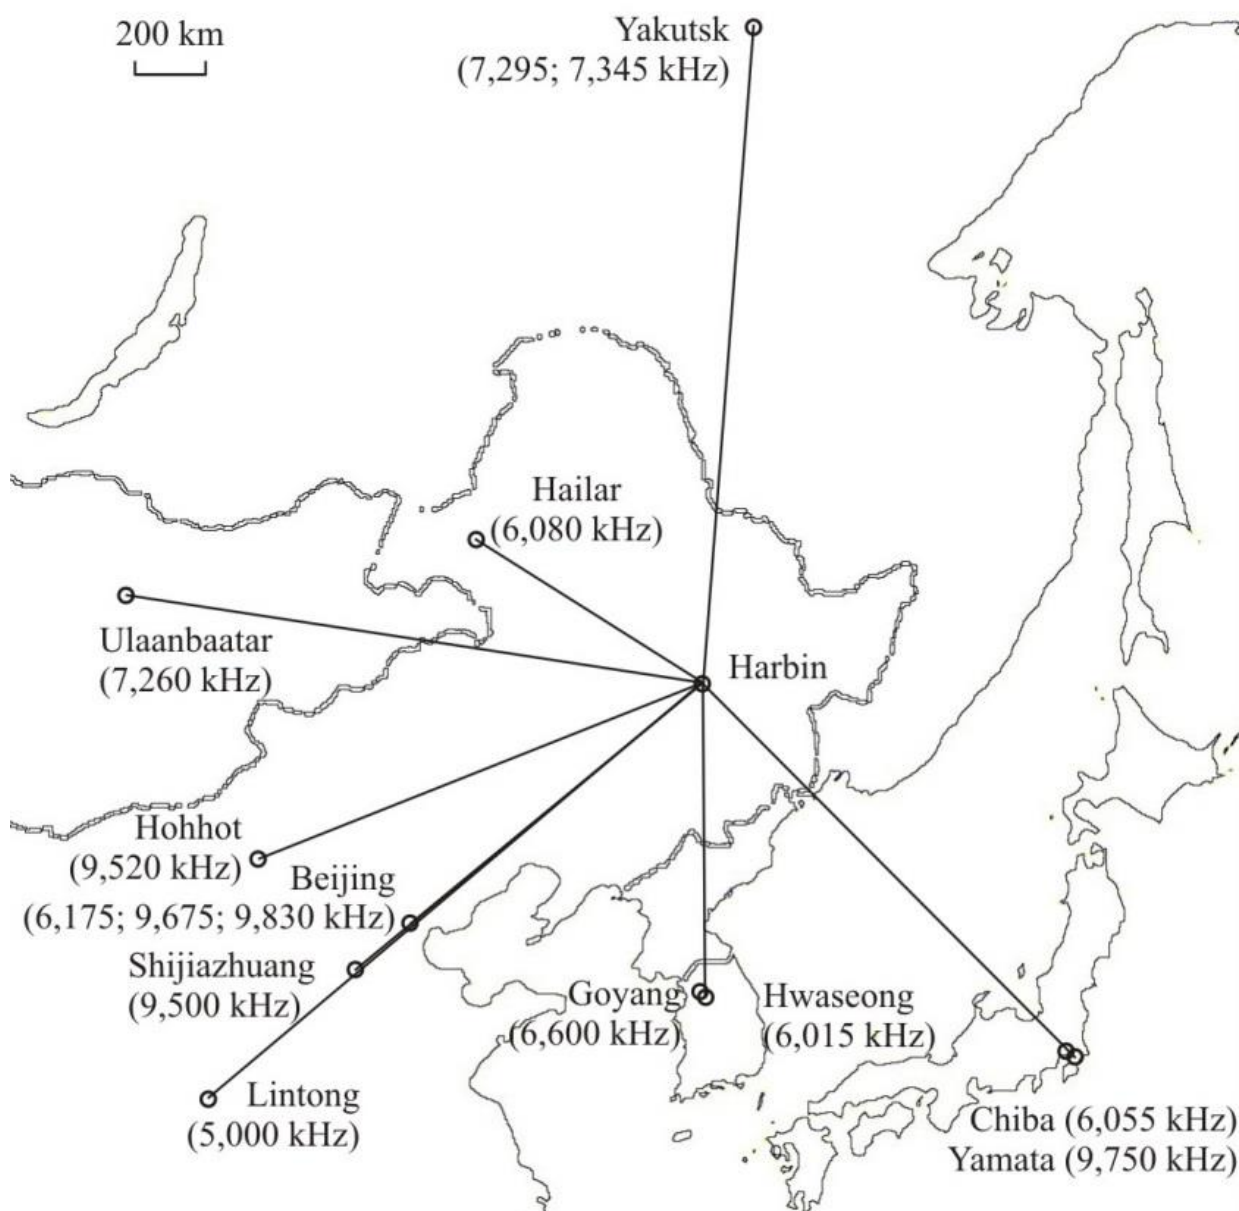 200 km
Yakutsk
(7,295; 7,345 kHz)
Hailar
(6,080 kHz)
Ulaanbaatar
(7,260 kHz)
Harbin
Hohhot
(9,520 kHz)
Beijing
(6,175; 9,675; 9,830 kHz)
Shijiazhuang
(9,500 kHz)
Goyang
(6,600 kHz)
Hwaseong
(6,015 kHz)
Lintong
(5,000 kHz)
Chiba (6,055 kHz)
Yamata (9,750 kHz)